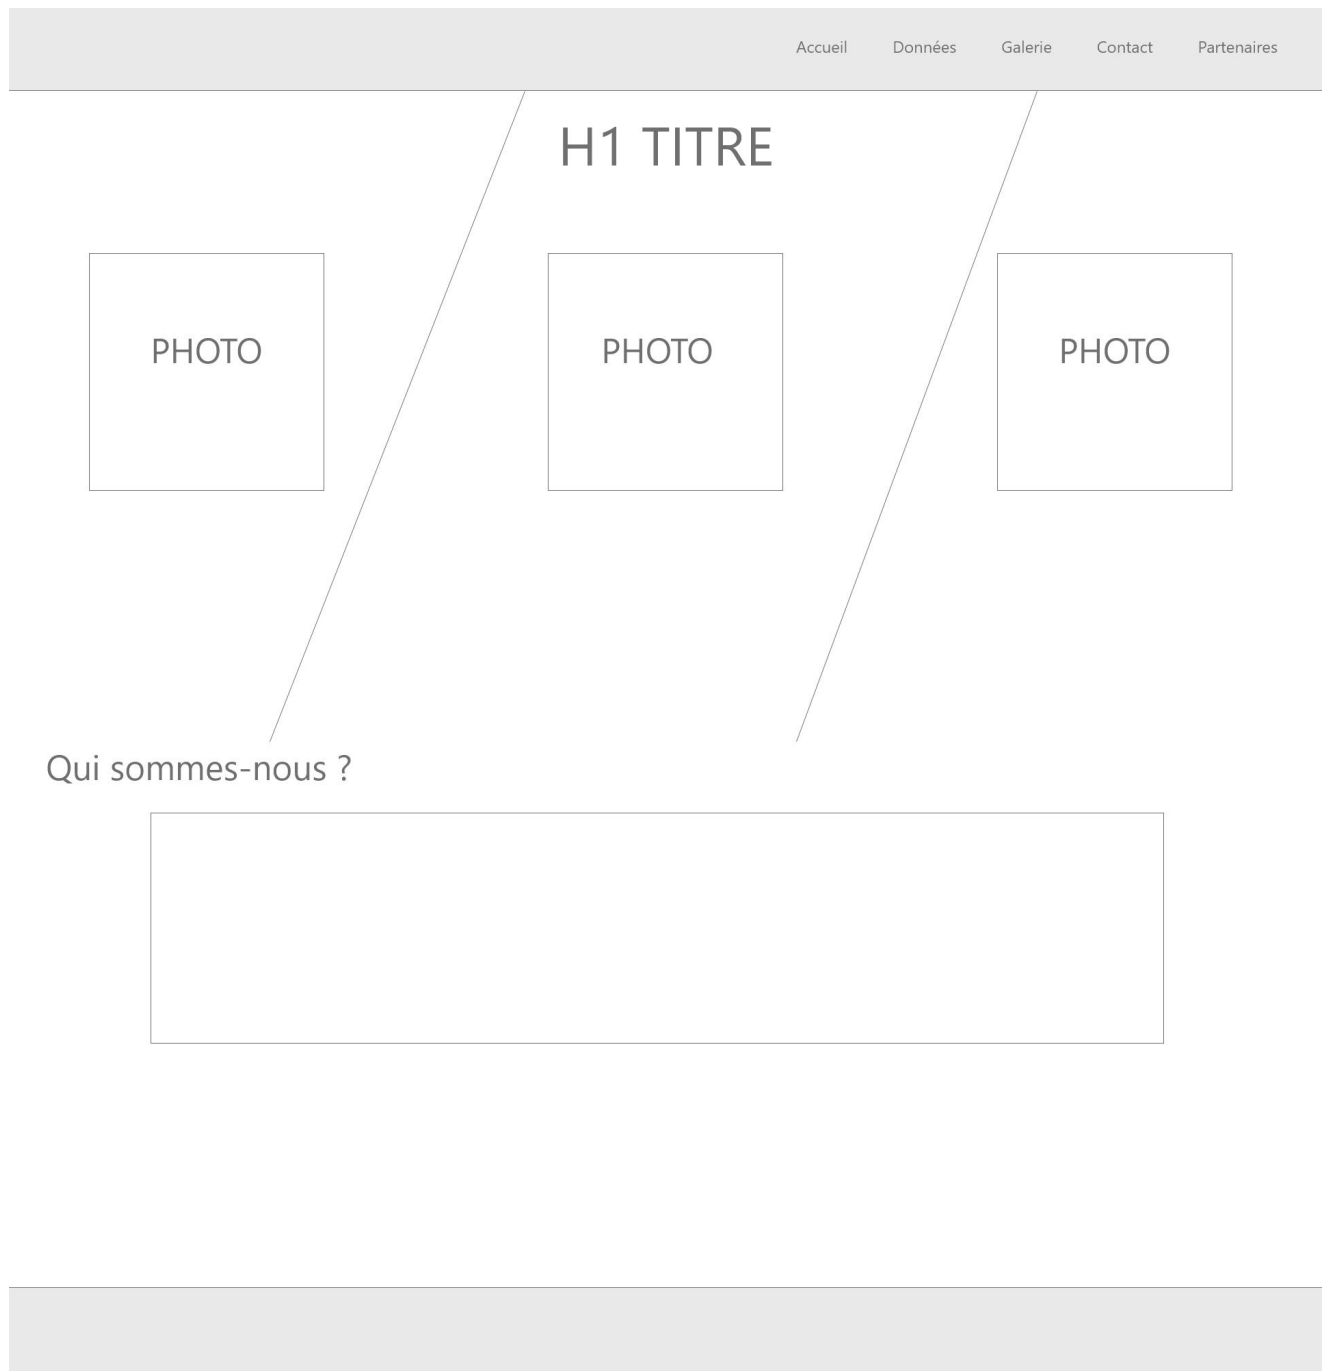 Accueil Données Galerie Contact Partenaires
H1 TITRE
PHOTO PHOTO PHOTO
Qui sommes-nous ?